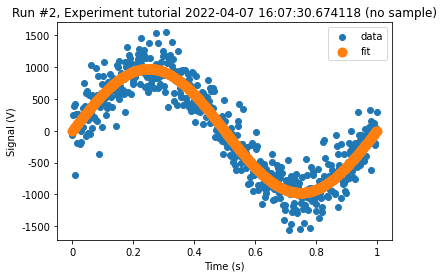 Run #2, Experiment tutorial 2022-04-07 16:07:30.674118 (no sample)
data
fit
Signal (V)
1500
1000
500
0
-500
-1000
-1500
0
0.2
0.4
0.6
0.8
1
Time (s)